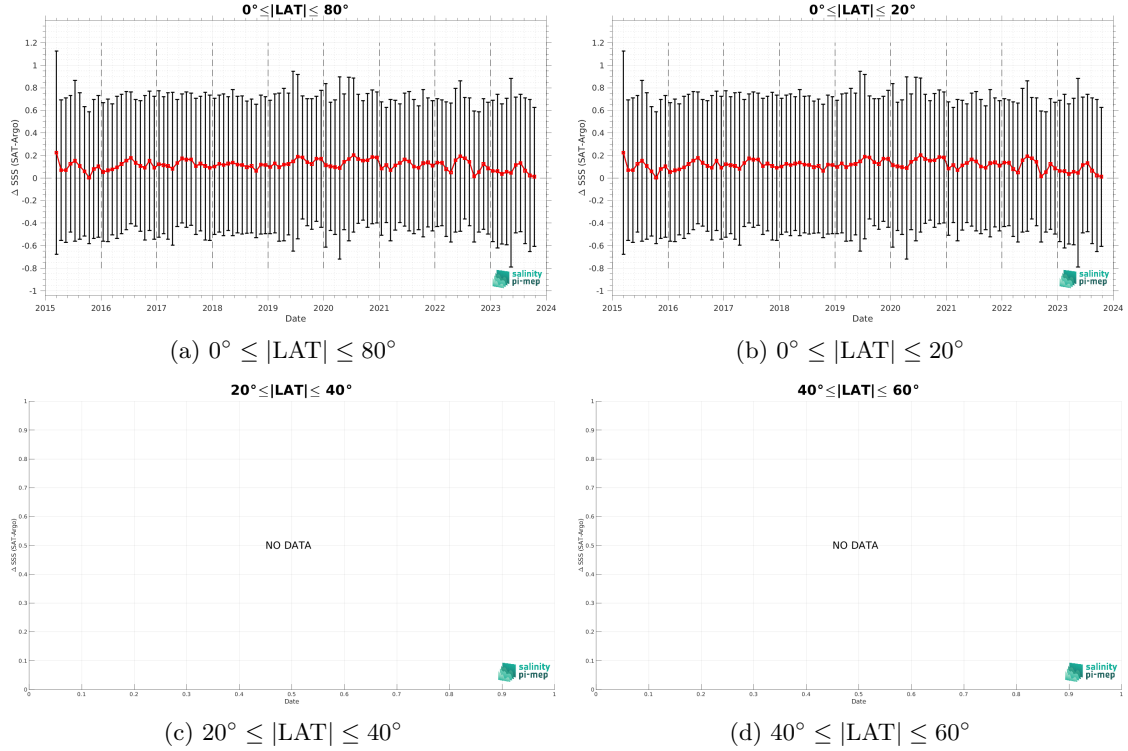 0°≤|LAT|≤ 80°
1.2
1
0.8
0.6
0.4
0.2
0
-0.2
-0.4
-0.6
-0.8
-1
Δ SSS (SAT-Argo)
2015 2016 2017 2018 2019 2020 2021 2022 2023 2024
Date
salinity
pi-mep
(a) 0° ≤ |LAT| ≤ 80°
0°≤|LAT|≤ 20°
1.2
1
0.8
0.6
0.4
0.2
0
-0.2
-0.4
-0.6
-0.8
-1
Δ SSS (SAT-Argo)
2015 2016 2017 2018 2019 2020 2021 2022 2023 2024
Date
salinity
pi-mep
(b) 0° ≤ |LAT| ≤ 20°
20°≤|LAT|≤ 40°
1
0.9
0.8
0.7
0.6
0.5
0.4
0.3
0.2
0.1
0
Δ SSS (SAT-Argo)
NO DATA
0 0.1 0.2 0.3 0.4 0.5 0.6 0.7 0.8 0.9 1
Date
salinity
pi-mep
(c) 20° ≤ |LAT| ≤ 40°
40°≤|LAT|≤ 60°
1
0.9
0.8
0.7
0.6
0.5
0.4
0.3
0.2
0.1
0
Δ SSS (SAT-Argo)
NO DATA
0 0.1 0.2 0.3 0.4 0.5 0.6 0.7 0.8 0.9 1
Date
salinity
pi-mep
(d) 40° ≤ |LAT| ≤ 60°